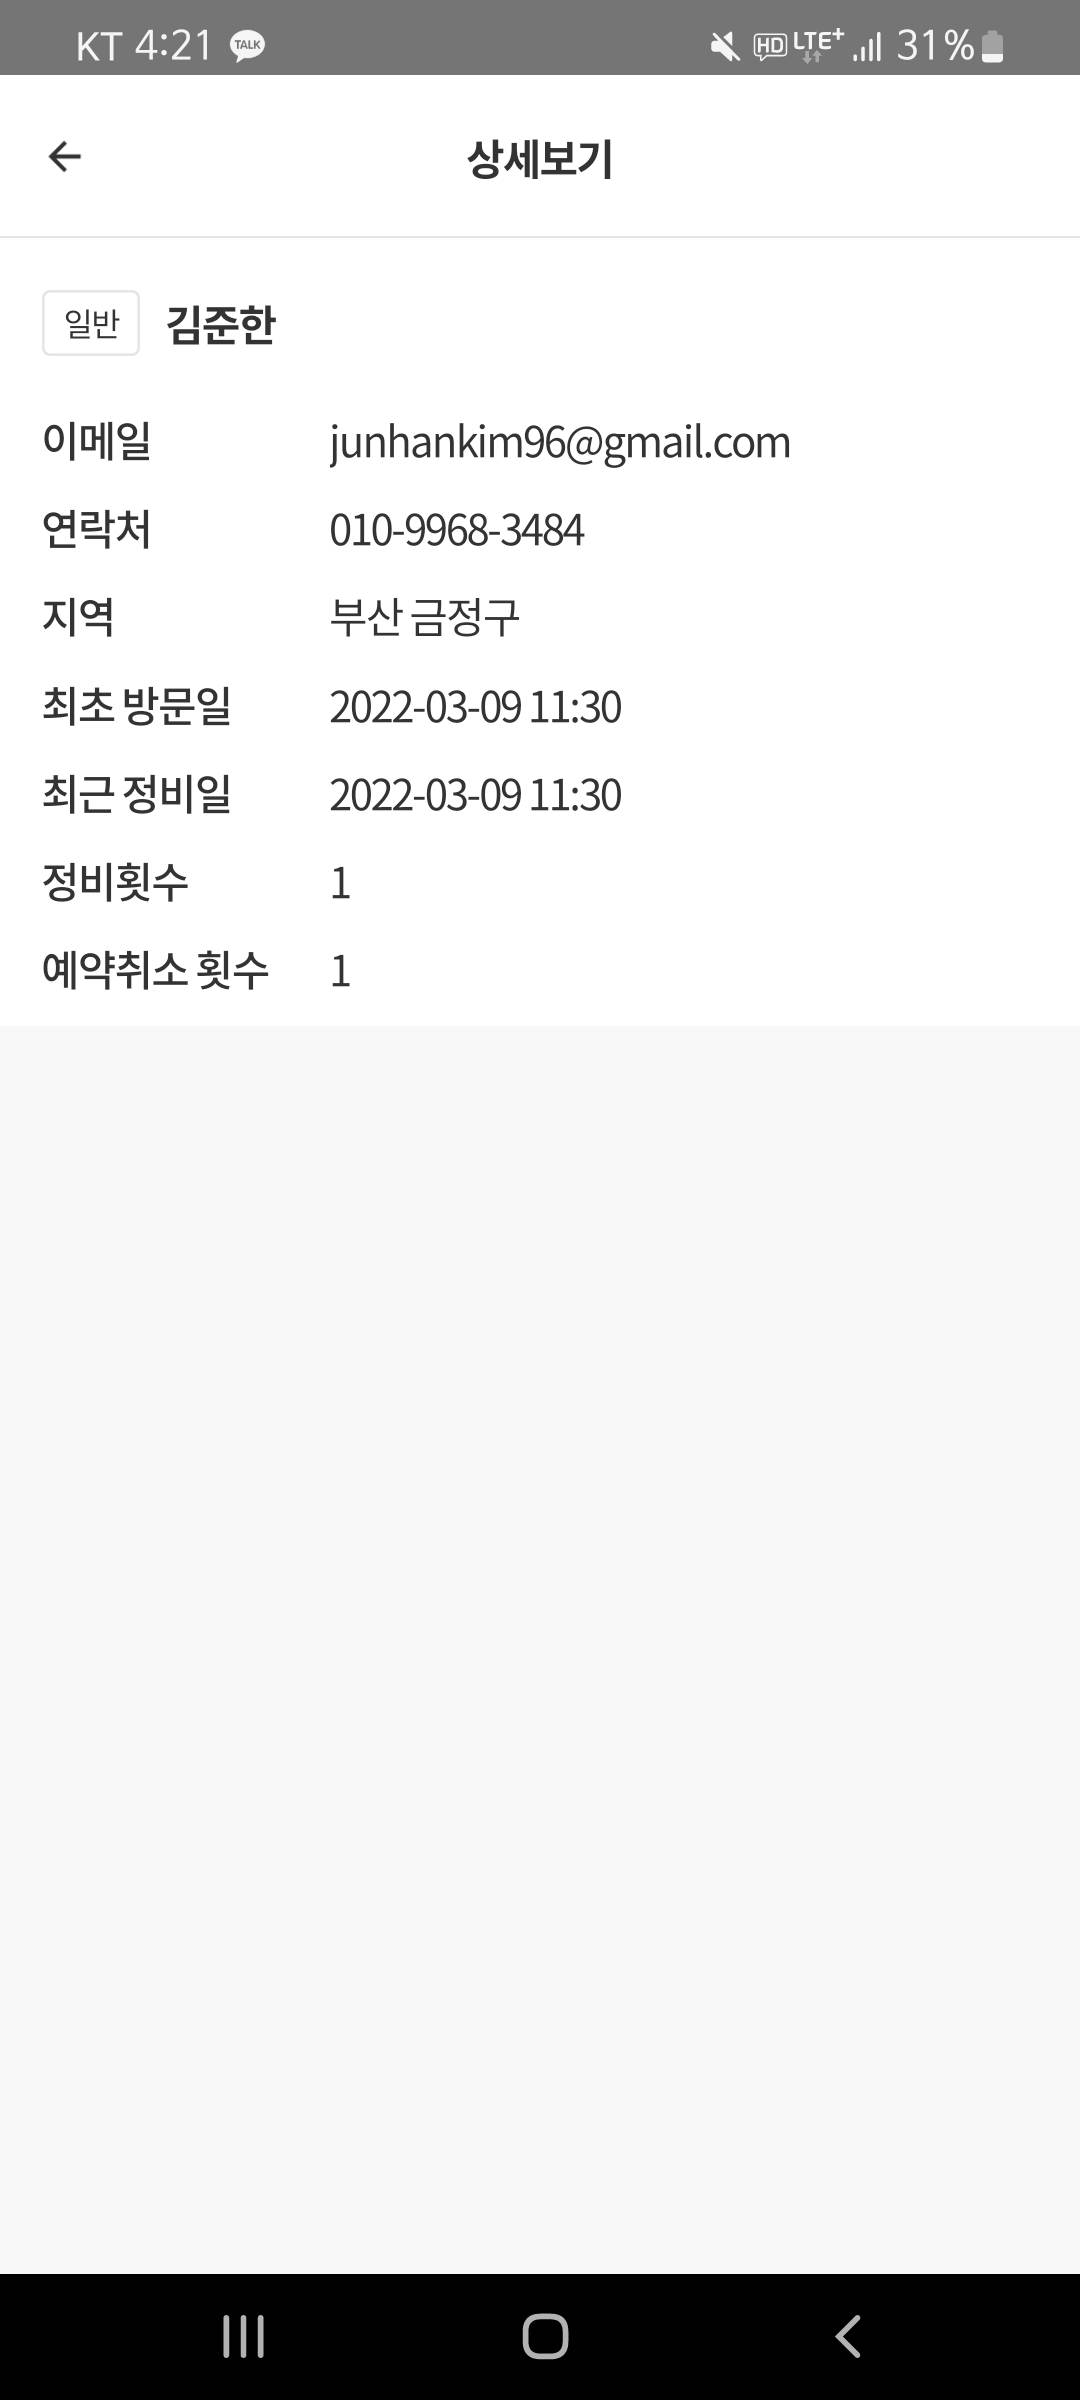 KT 4:21 TALK HD LTE+ 31%
상세보기
일반 김준한
이메일 junhankim96@gmail.com
연락처 010-9968-3484
지역 부산 금정구
최초 방문일 2022-03-09 11:30
최근 정비일 2022-03-09 11:30
정비횟수 1
예약취소 횟수 1